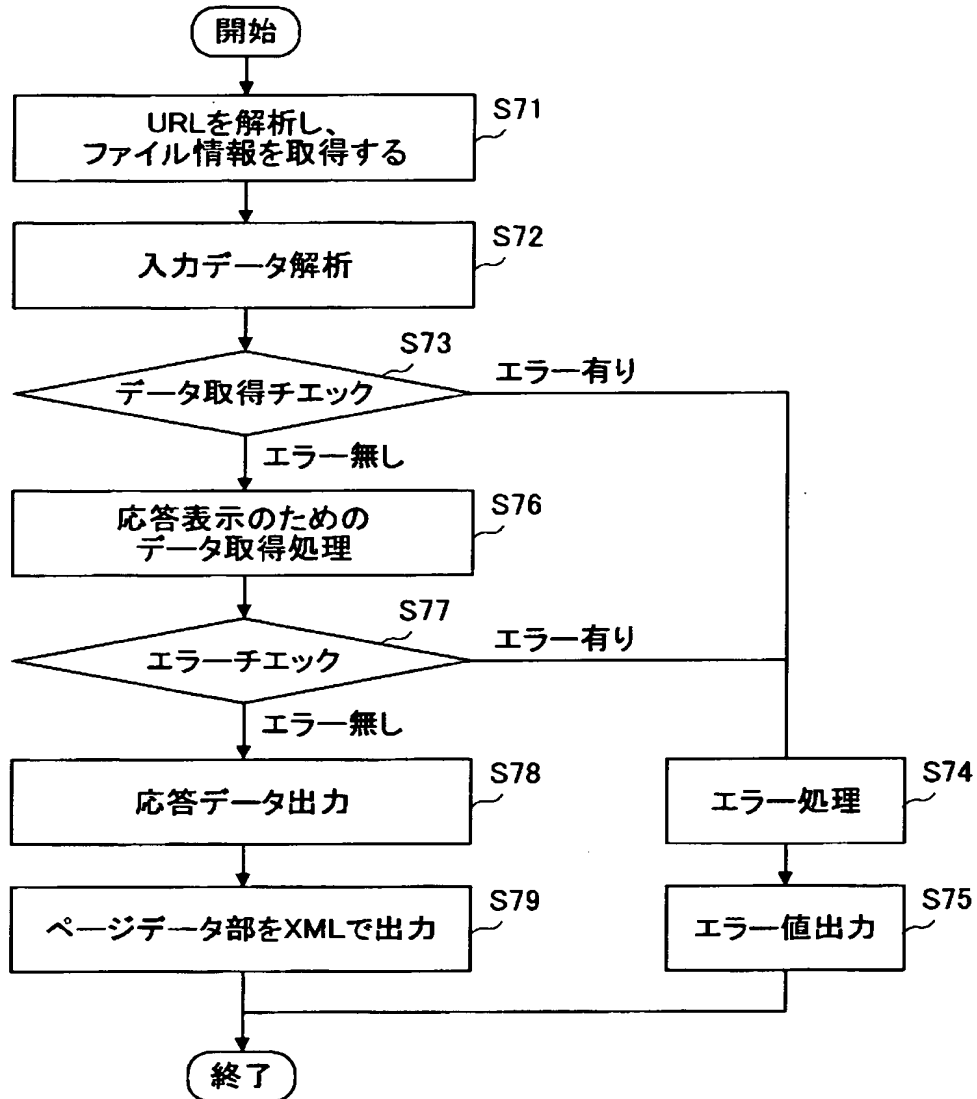 開始
S71
URLを解析し、
ファイル情報を取得する
S72
入力データ解析
S73
データ取得チエック
エラー有り
エラー無し
S76
応答表示のための
データ取得処理
S77
エラーチエック
エラー有り
エラー無し
S78
応答データ出力
S74
エラー処理
S79
ページデータ部をXMLで出力
S75
エラー値出力
終了